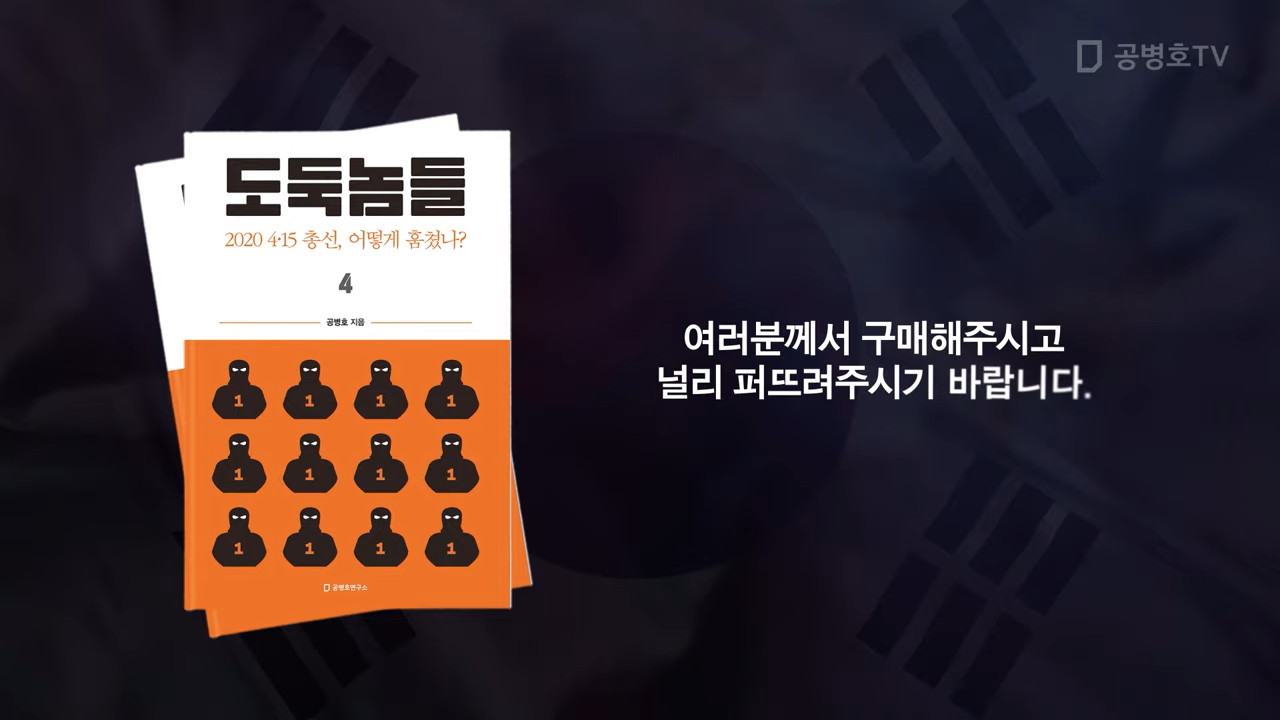 공병호TV
도둑놈들
2020 4·15 총선, 어떻게 훔쳤나?
4
공병호 지음
1 1 1 1
1 1 1 1
1 1 1 1
공병호연구소
여러분께서 구매해주시고
널리 퍼뜨려주시기 바랍니다.